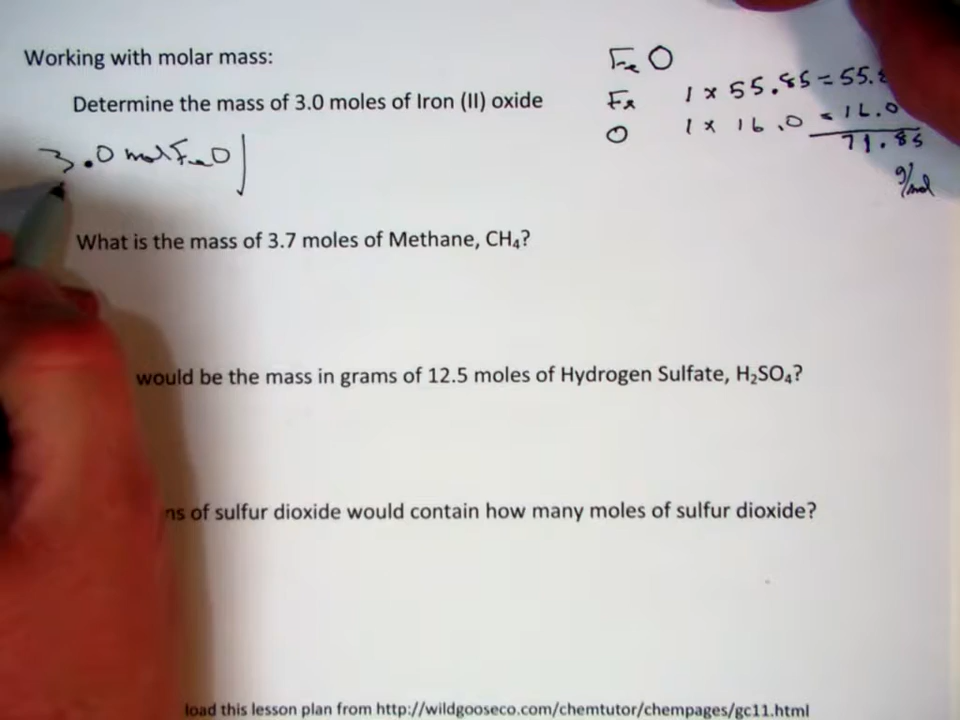 Working with molar mass:
Fe O
Determine the mass of 3.0 moles of Iron (II) oxide
Fe 1 x 55.85 = 55.8
O 1 x 16.0 = 16.0
71.85
g/mol
3.0 mol FeO
What is the mass of 3.7 moles of Methane, CH₄?
would be the mass in grams of 12.5 moles of Hydrogen Sulfate, H₂SO₄?
ns of sulfur dioxide would contain how many moles of sulfur dioxide?
load this lesson plan from http://wildgooseco.com/chemtutor/chempages/gc11.html